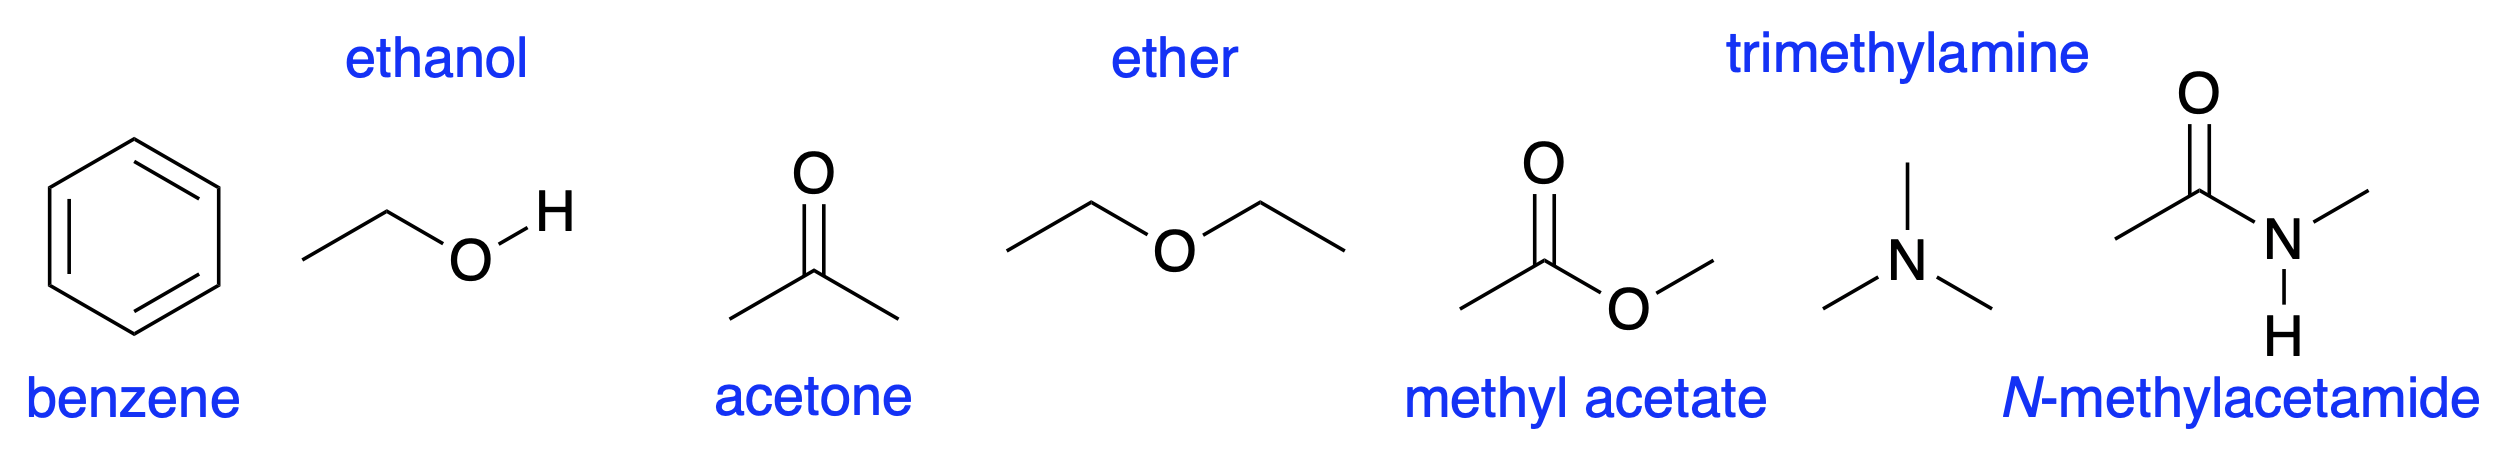 ethanol
ether
trimethylamine
O
O
O
H
O
O
N
N
O
H
benzene
acetone
methyl acetate
N-methylacetamide